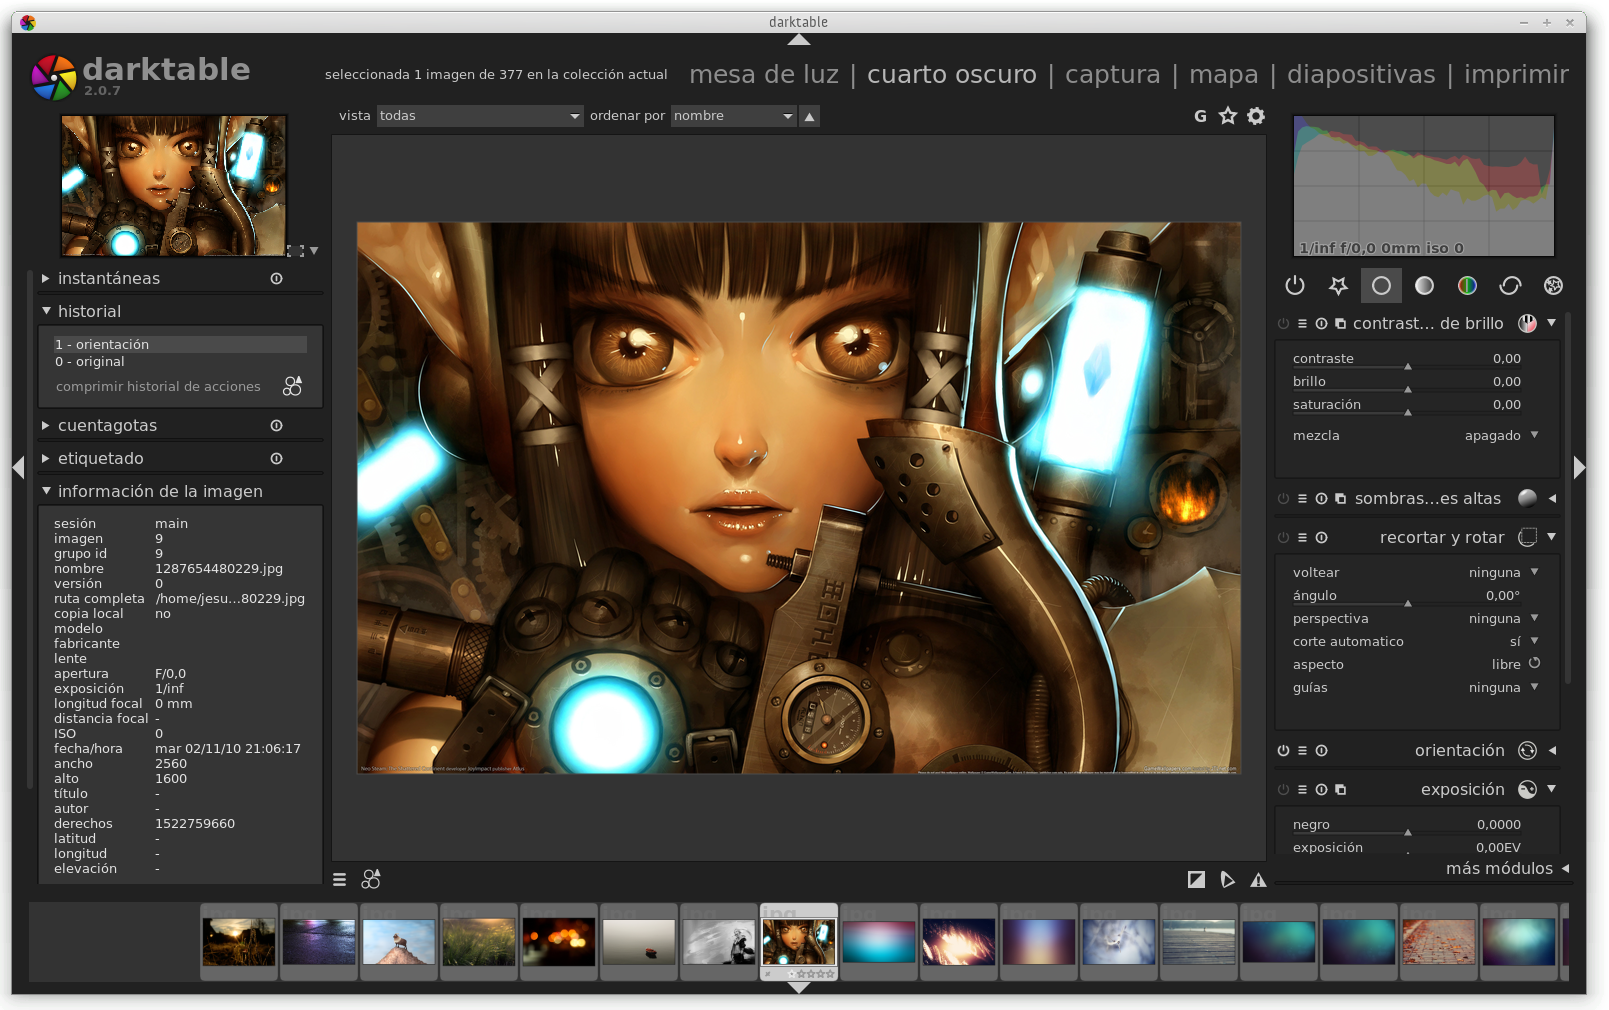 darktable
darktable
2.0.7
seleccionada 1 imagen de 377 en la colección actual
mesa de luz | cuarto oscuro | captura | mapa | diapositivas | imprimir
vista todas ordenar por nombre
G
1/inf f/0,0 0mm iso 0
instantáneas
historial
1 - orientación
0 - original
comprimir historial de acciones
cuentagotas
etiquetado
información de la imagen
sesión main
imagen 9
grupo id 9
nombre 1287654480229.jpg
versión 0
ruta completa /home/jesu...80229.jpg
copia local no
modelo
fabricante
lente
apertura F/0,0
exposición 1/inf
longitud focal 0 mm
distancia focal -
ISO 0
fecha/hora mar 02/11/10 21:06:17
ancho 2560
alto 1600
título -
autor -
derechos 1522759660
latitud -
longitud -
elevación -
contrast... de brillo
contraste 0,00
brillo 0,00
saturación 0,00
mezcla apagado
sombras...es altas
recortar y rotar
voltear ninguna
ángulo 0,00°
perspectiva ninguna
corte automatico sí
aspecto libre
guías ninguna
orientación
exposición
negro 0,0000
exposición 0,00EV
más módulos
jpg